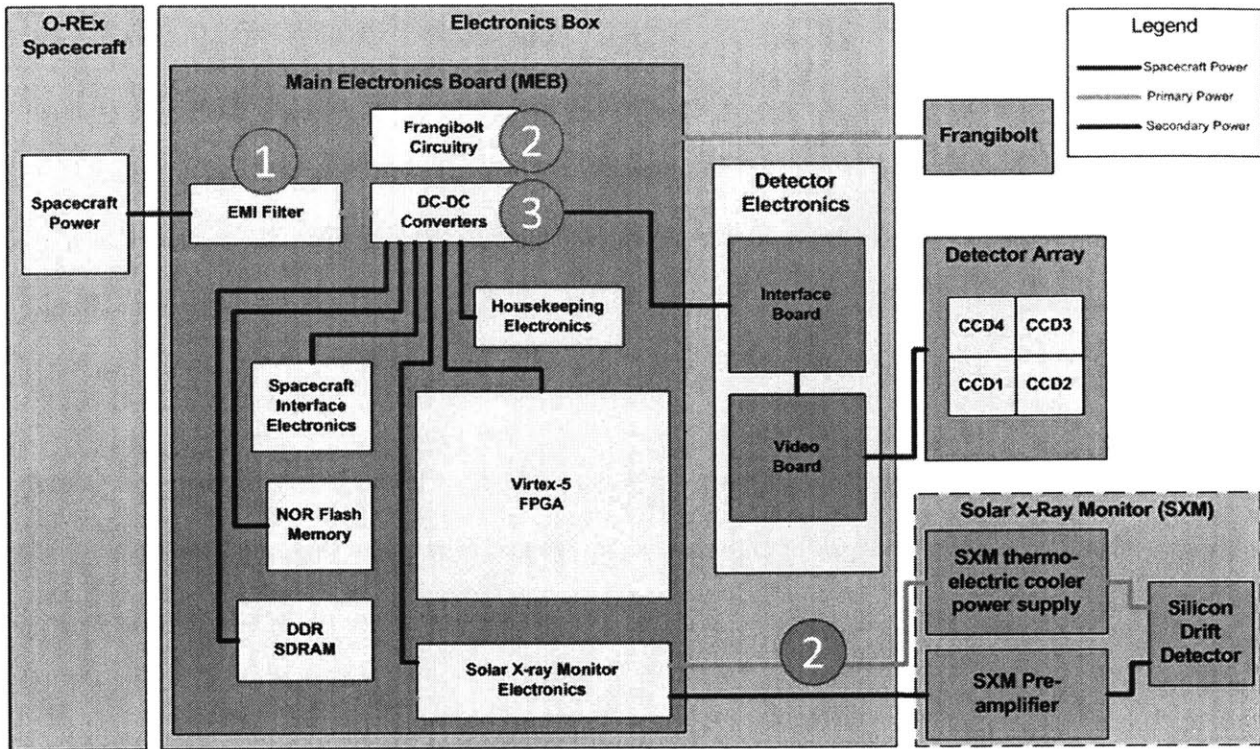 O-REx
Spacecraft
Spacecraft
Power
Electronics Box
Main Electronics Board (MEB)
1
EMI Filter
Frangibolt
Circuitry
2
DC-DC
Converters
3
Housekeeping
Electronics
Spacecraft
Interface
Electronics
NOR Flash
Memory
DDR
SDRAM
Virtex-5
FPGA
Solar X-ray Monitor
Electronics
Detector
Electronics
Interface
Board
Video
Board
2
Legend
Spacecraft Power
Primary Power
Secondary Power
Frangibolt
Detector Array
CCD4
CCD3
CCD1
CCD2
Solar X-Ray Monitor (SXM)
SXM thermo-
electric cooler
power supply
SXM Pre-
amplifier
Silicon
Drift
Detector